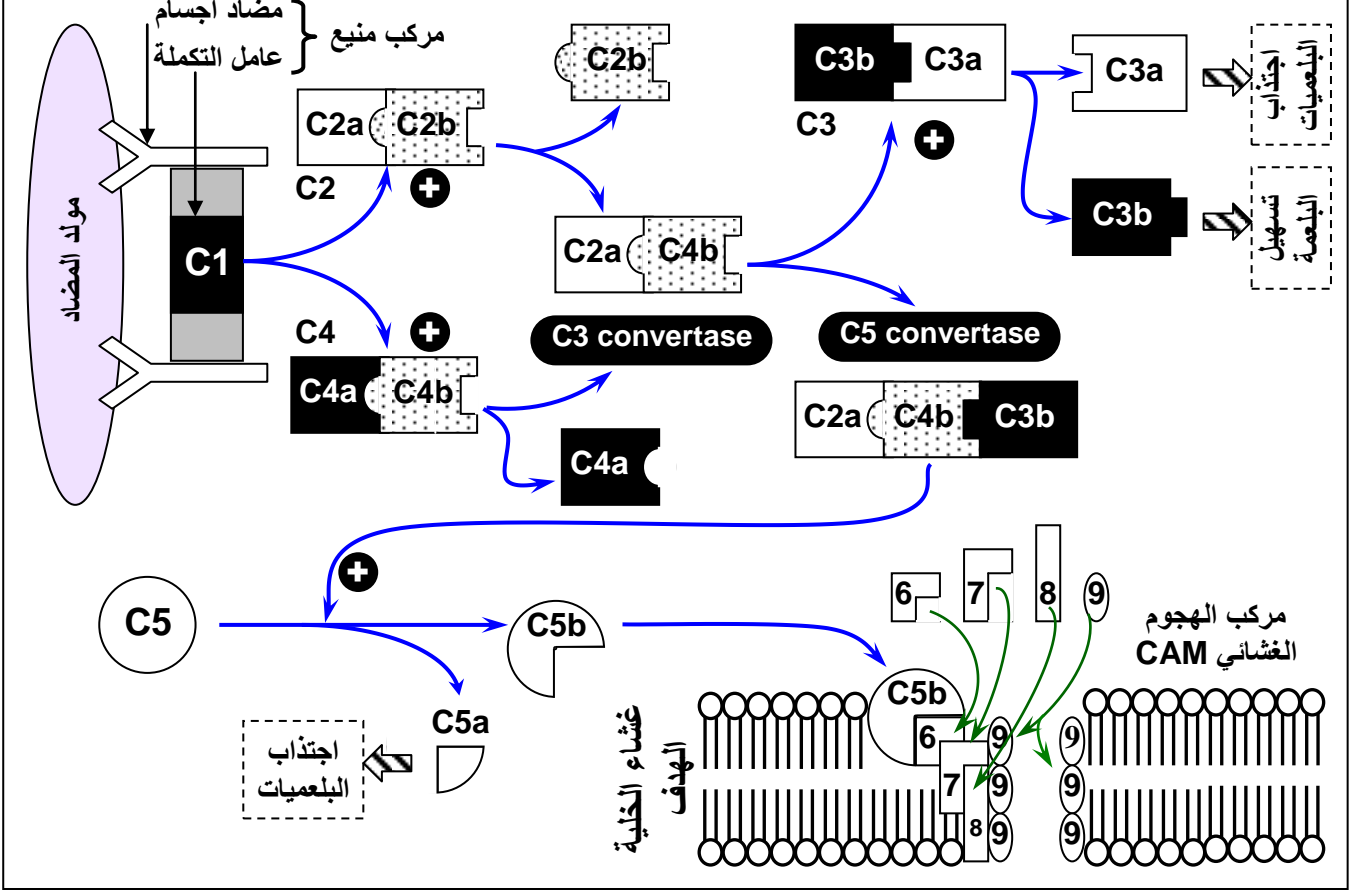 مضاد اجسام
عامل التكملة
مركب منيع
مولد المضاد
C1
C2a
C2b
C2
C2b
C4
C4a
C4b
C4a
C2a
C4b
C3 convertase
C3b
C3a
C3
C3a
اجتذاب
البلعميات
C3b
تسهيل
البلعمة
C5 convertase
C2a
C4b
C3b
C5
C5b
C5a
اجتذاب
البلعميات
غشاء الخلية
الهدف
6
7
8
9
مركب الهجوم
الغشائي CAM
C5b
6
7
8
9
9
9
9
9
9